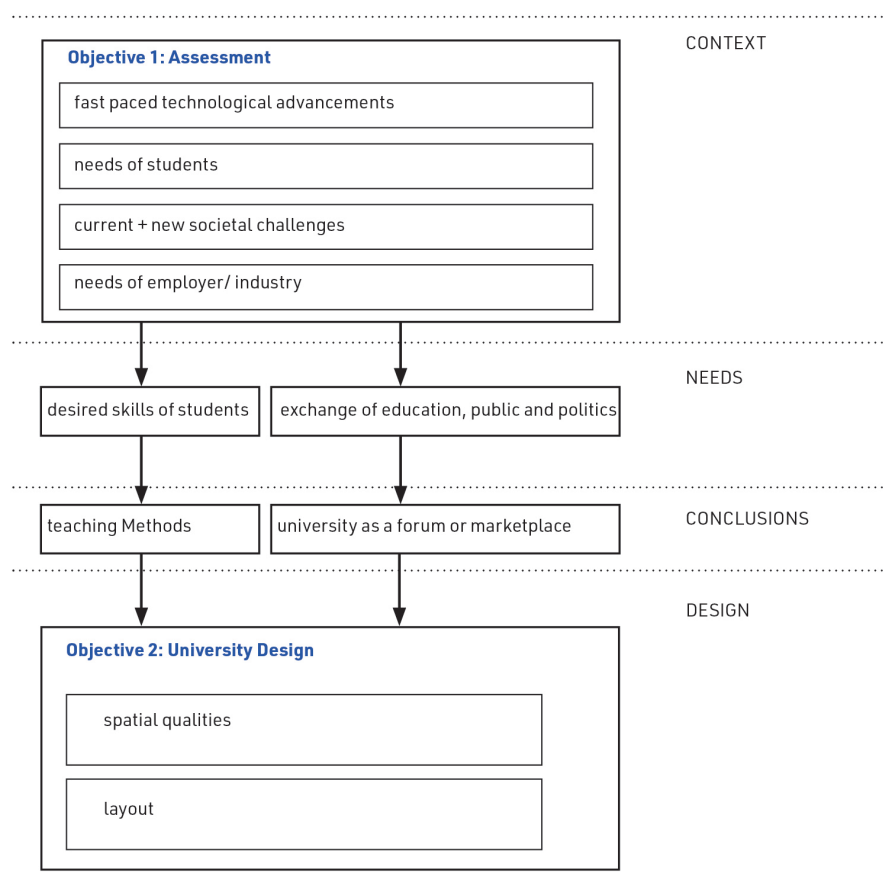 CONTEXT
Objective 1: Assessment
fast paced technological advancements
needs of students
current + new societal challenges
needs of employer/ industry
NEEDS
desired skills of students
exchange of education, public and politics
CONCLUSIONS
teaching Methods
university as a forum or marketplace
DESIGN
Objective 2: University Design
spatial qualities
layout